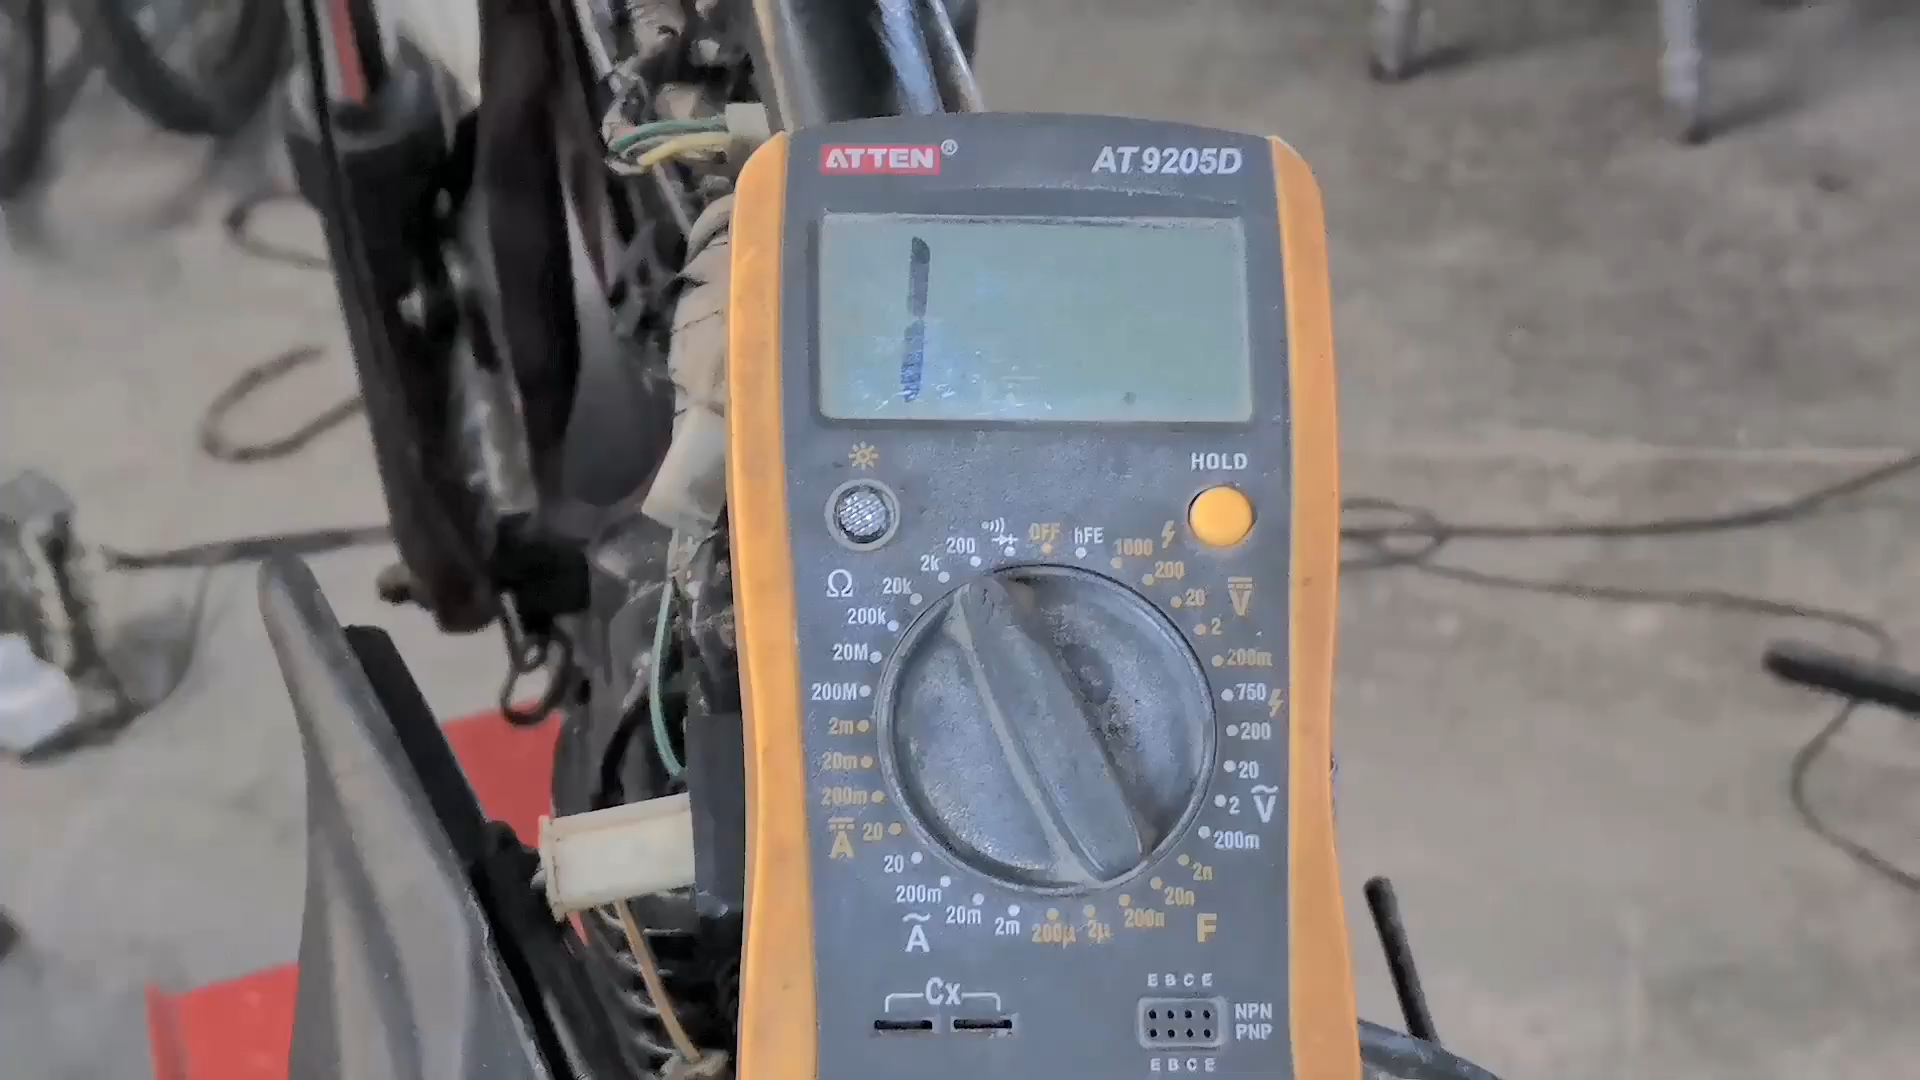 ATTEN® AT9205D
1
HOLD
OFF hFE
200 1000
2k 200
Ω 20k 20 V
200k 2
20M 200m
200M 750
2m 200
20m 20
200m 2 V
A 20 200m
20 2n
200m 20n
20m 2m 200µ 2µ 200n F
A
Cx
E B C E
NPN
PNP
E B C E